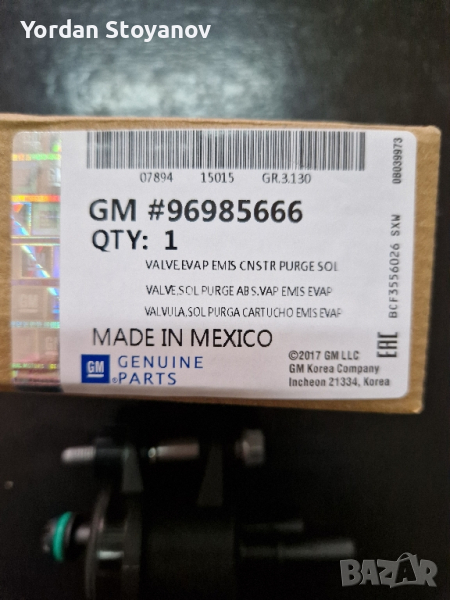 Yordan Stoyanov
07894 15015 GR.3.130
GM #96985666
QTY: 1
VALVE,EVAP EMIS CNSTR PURGE SOL
VALVE,SOL PURGE ABS,VAP EMIS EVAP
VALVULA,SOL PURGA CARTUCHO EMIS EVAP
MADE IN MEXICO
GM
GENUINE
PARTS
©2017 GM LLC
GM Korea Company
Incheon 21334, Korea
EAC
BCF3556026 SXW
08039973
BAZAR